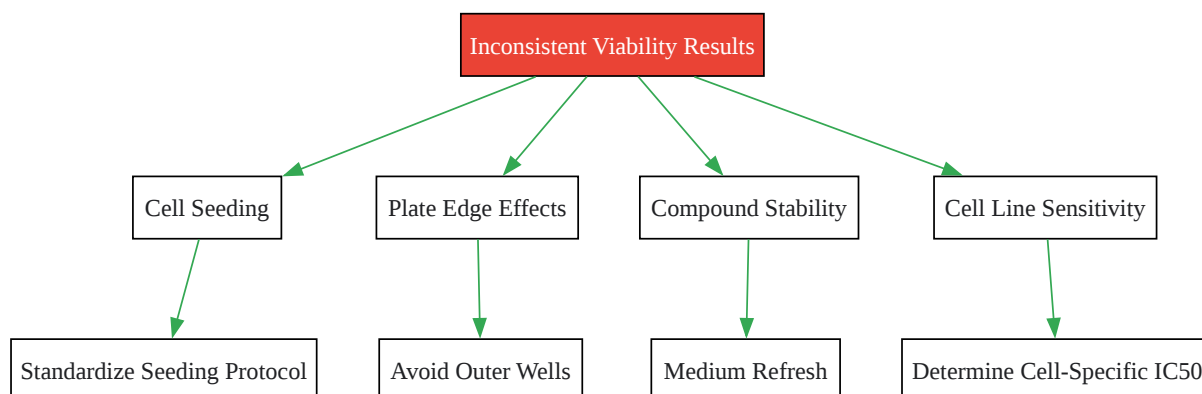 Inconsistent Viability Results
Cell Seeding
Plate Edge Effects
Compound Stability
Cell Line Sensitivity
Standardize Seeding Protocol
Avoid Outer Wells
Medium Refresh
Determine Cell-Specific IC50